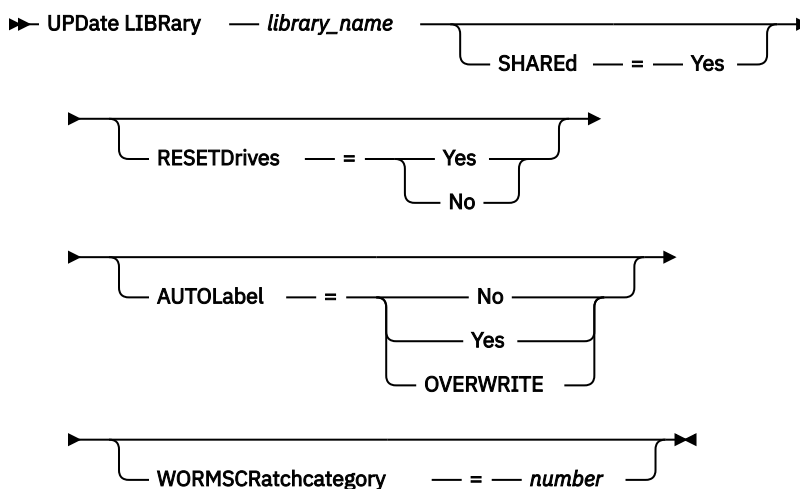 UPDate LIBRary library_name
SHAREd = Yes
RESETDrives = Yes
No
AUTOLabel = No
Yes
OVERWRITE
WORMSCRatchcategory = number